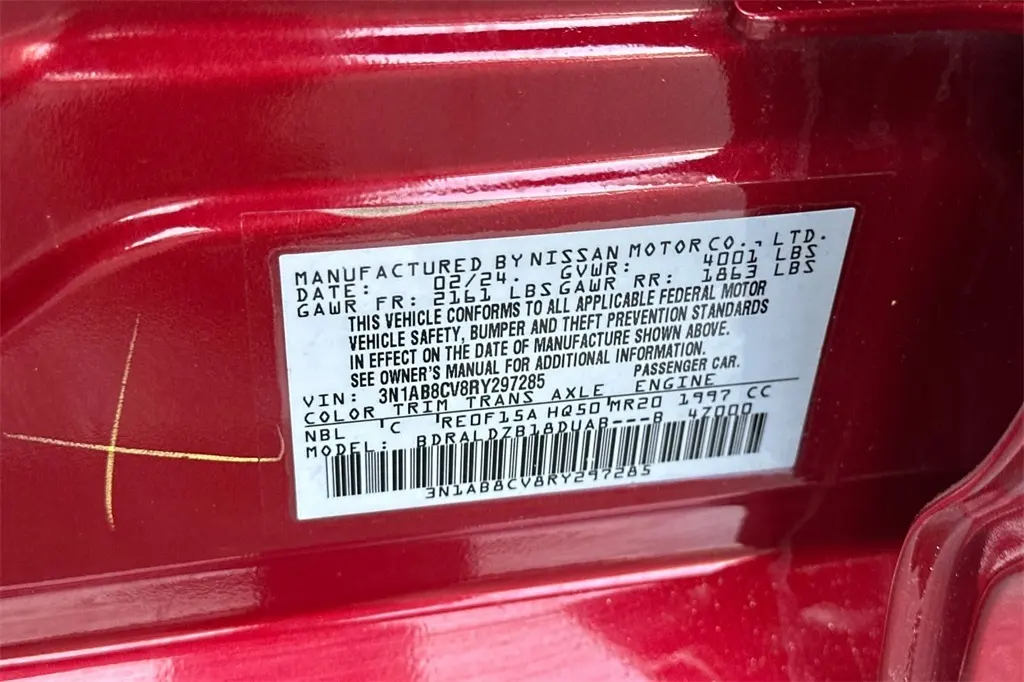 MANUFACTURED BY NISSAN MOTOR CO., LTD.
DATE: 02/24. GVWR: 4001 LBS
GAWR FR: 2161 LBS GAWR RR: 1863 LBS
THIS VEHICLE CONFORMS TO ALL APPLICABLE FEDERAL MOTOR
VEHICLE SAFETY, BUMPER AND THEFT PREVENTION STANDARDS
IN EFFECT ON THE DATE OF MANUFACTURE SHOWN ABOVE.
SEE OWNER'S MANUAL FOR ADDITIONAL INFORMATION.
VIN: 3N1AB8CV8RY297285 PASSENGER CAR.
COLOR TRIM TRANS AXLE ENGINE
NBL 'C 'RE0F15A HQ50'MR20 1997 CC
MODEL: BDRALDZB18DUAB---B 47000
3N1AB8CV8RY297285